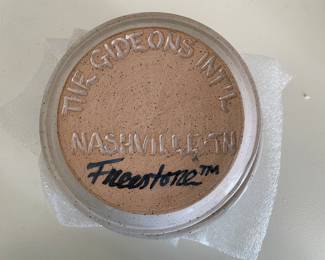 THE GIDEONS INT'L
NASHVILLE-TN
Freestone™